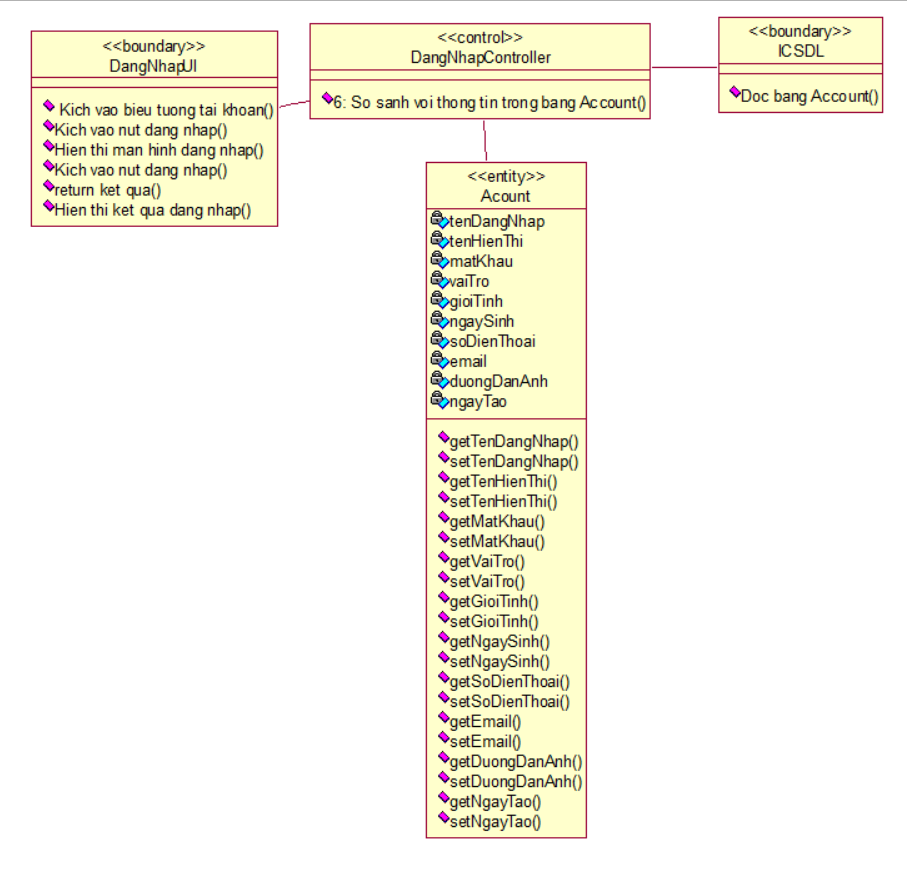 <<boundary>>
DangNhapUI
Kich vao bieu tuong tai khoan()
Kich vao nut dang nhap()
Hien thi man hinh dang nhap()
Kich vao nut dang nhap()
return ket qua()
Hien thi ket qua dang nhap()
<<control>>
DangNhapController
6: So sanh voi thong tin trong bang Account()
<<boundary>>
ICSDL
Doc bang Account()
<<entity>>
Acount
tenDangNhap
tenHienThi
matKhau
vaiTro
gioiTinh
ngaySinh
soDienThoai
email
duongDanAnh
ngayTao
getTenDangNhap()
setTenDangNhap()
getTenHienThi()
setTenHienThi()
getMatKhau()
setMatKhau()
getVaiTro()
setVaiTro()
getGioiTinh()
setGioiTinh()
getNgaySinh()
setNgaySinh()
getSoDienThoai()
setSoDienThoai()
getEmail()
setEmail()
getDuongDanAnh()
setDuongDanAnh()
getNgayTao()
setNgayTao()